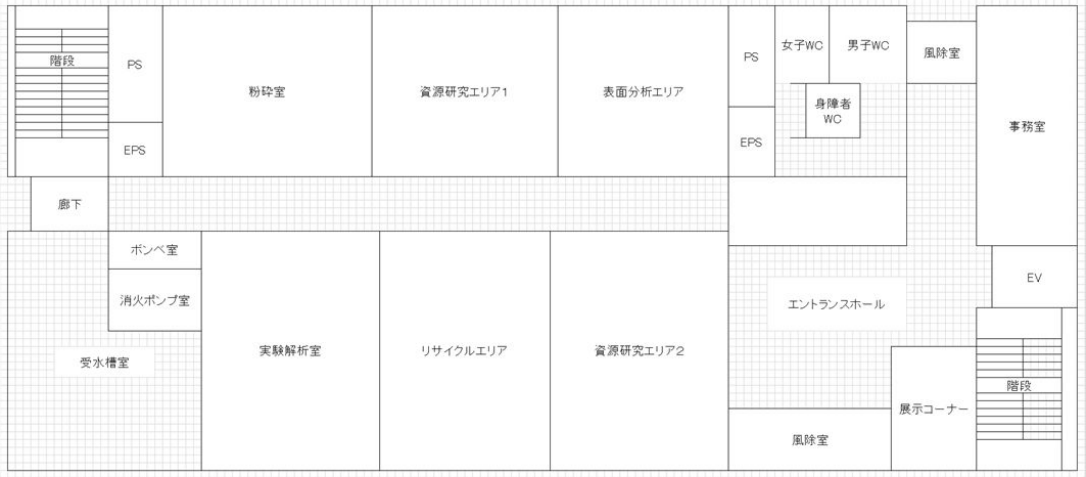 階段
PS
EPS
粉砕室
資源研究エリア1
表面分析エリア
PS
EPS
女子WC
男子WC
身障者
WC
風除室
事務室
廊下
ボンベ室
消火ポンプ室
受水槽室
実験解析室
リサイクルエリア
資源研究エリア2
エントランスホール
EV
階段
展示コーナー
風除室